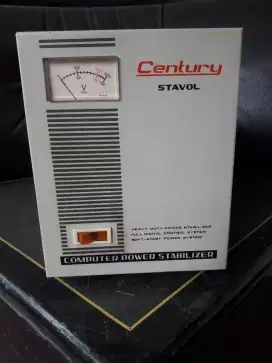 Century
STAVOL
V
HEAVY DUTY POWER STABILIZER
FULL DIGITAL CONTROL SYSTEM
SOFT-START POWER SYSTEM
COMPUTER POWER STABILIZER